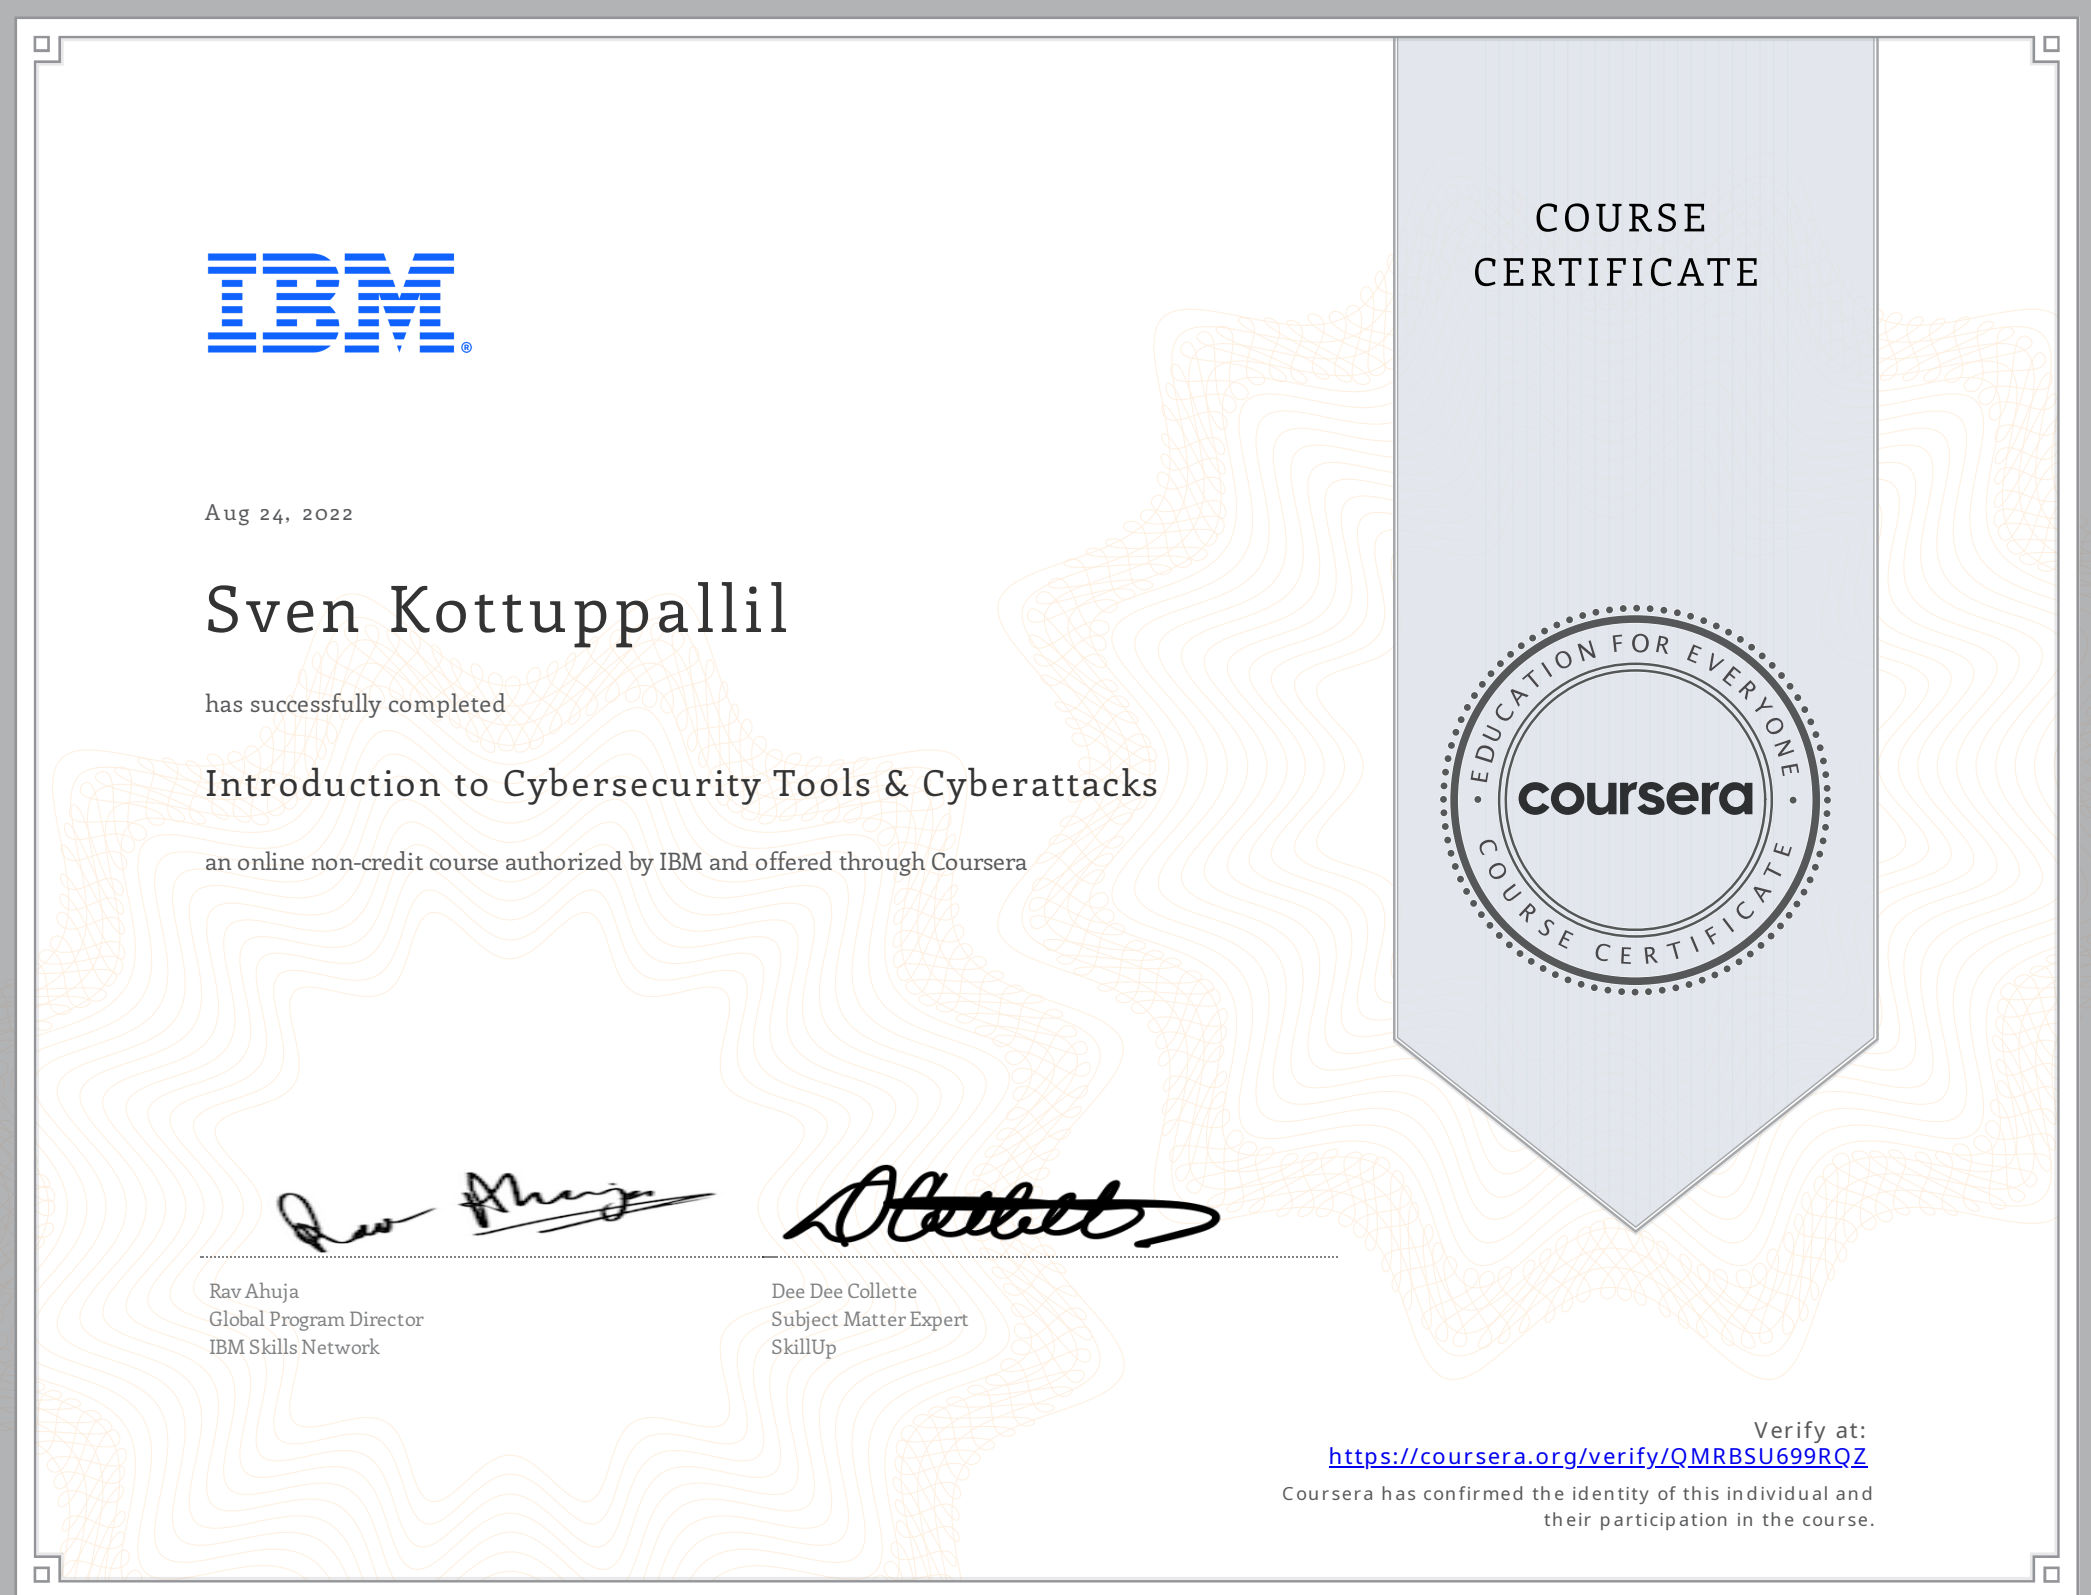 IBM®
COURSE
CERTIFICATE
Aug 24, 2022
Sven Kottuppallil
has successfully completed
Introduction to Cybersecurity Tools & Cyberattacks
an online non-credit course authorized by IBM and offered through Coursera
EDUCATION FOR EVERYONE
coursera
COURSE CERTIFICATE
Rav Ahuja
Global Program Director
IBM Skills Network
Dee Dee Collette
Subject Matter Expert
SkillUp
Verify at:
https://coursera.org/verify/QMRBSU699RQZ
Coursera has confirmed the identity of this individual and
their participation in the course.